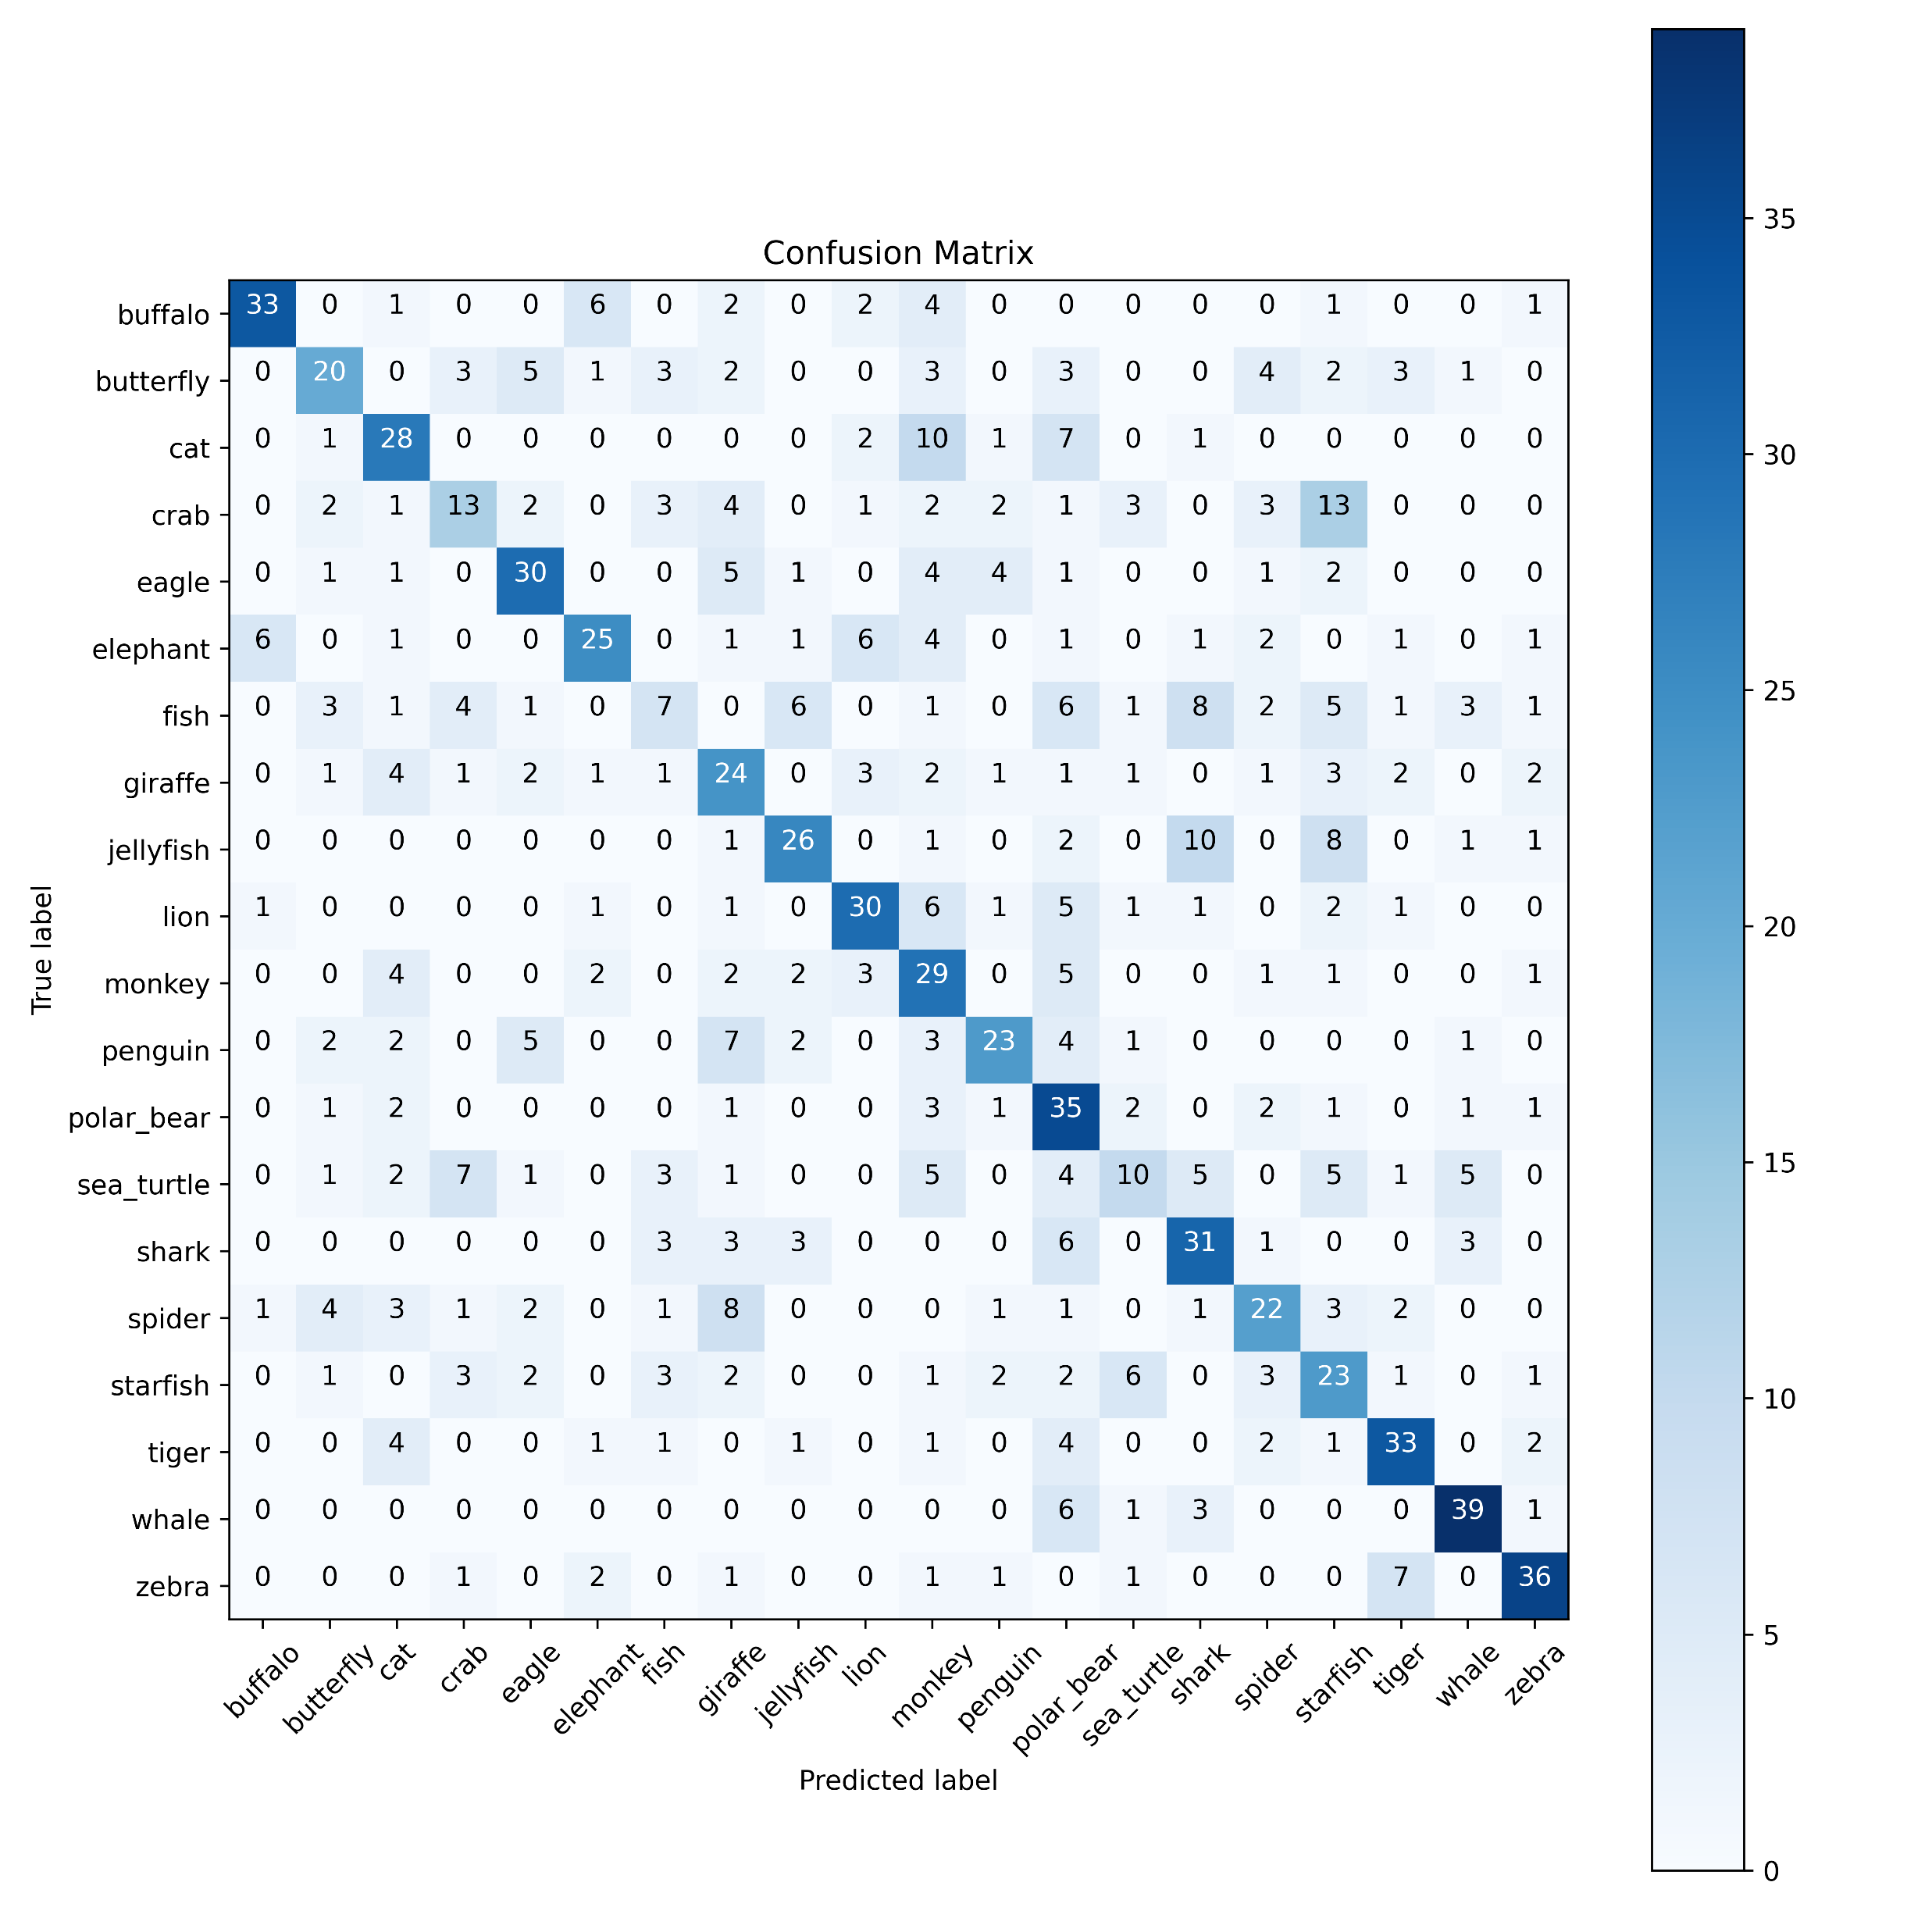 Confusion Matrix
buffalo 33 0 1 0 0 6 0 2 0 2 4 0 0 0 0 0 1 0 0 1
butterfly 0 20 0 3 5 1 3 2 0 0 3 0 3 0 0 4 2 3 1 0
cat 0 1 28 0 0 0 0 0 0 2 10 1 7 0 1 0 0 0 0 0
crab 0 2 1 13 2 0 3 4 0 1 2 2 1 3 0 3 13 0 0 0
eagle 0 1 1 0 30 0 0 5 1 0 4 4 1 0 0 1 2 0 0 0
elephant 6 0 1 0 0 25 0 1 1 6 4 0 1 0 1 2 0 1 0 1
fish 0 3 1 4 1 0 7 0 6 0 1 0 6 1 8 2 5 1 3 1
giraffe 0 1 4 1 2 1 1 24 0 3 2 1 1 1 0 1 3 2 0 2
jellyfish 0 0 0 0 0 0 0 1 26 0 1 0 2 0 10 0 8 0 1 1
lion 1 0 0 0 0 1 0 1 0 30 6 1 5 1 1 0 2 1 0 0
monkey 0 0 4 0 0 2 0 2 2 3 29 0 5 0 0 1 1 0 0 1
penguin 0 2 2 0 5 0 0 7 2 0 3 23 4 1 0 0 0 0 1 0
polar_bear 0 1 2 0 0 0 0 1 0 0 3 1 35 2 0 2 1 0 1 1
sea_turtle 0 1 2 7 1 0 3 1 0 0 5 0 4 10 5 0 5 1 5 0
shark 0 0 0 0 0 0 3 3 3 0 0 0 6 0 31 1 0 0 3 0
spider 1 4 3 1 2 0 1 8 0 0 0 1 1 0 1 22 3 2 0 0
starfish 0 1 0 3 2 0 3 2 0 0 1 2 2 6 0 3 23 1 0 1
tiger 0 0 4 0 0 1 1 0 1 0 1 0 4 0 0 2 1 33 0 2
whale 0 0 0 0 0 0 0 0 0 0 0 0 6 1 3 0 0 0 39 1
zebra 0 0 0 1 0 2 0 1 0 0 1 1 0 1 0 0 0 7 0 36
buffalo butterfly cat crab eagle elephant fish giraffe jellyfish lion monkey penguin polar_bear sea_turtle shark spider starfish tiger whale zebra
Predicted label
True label
35
30
25
20
15
10
5
0